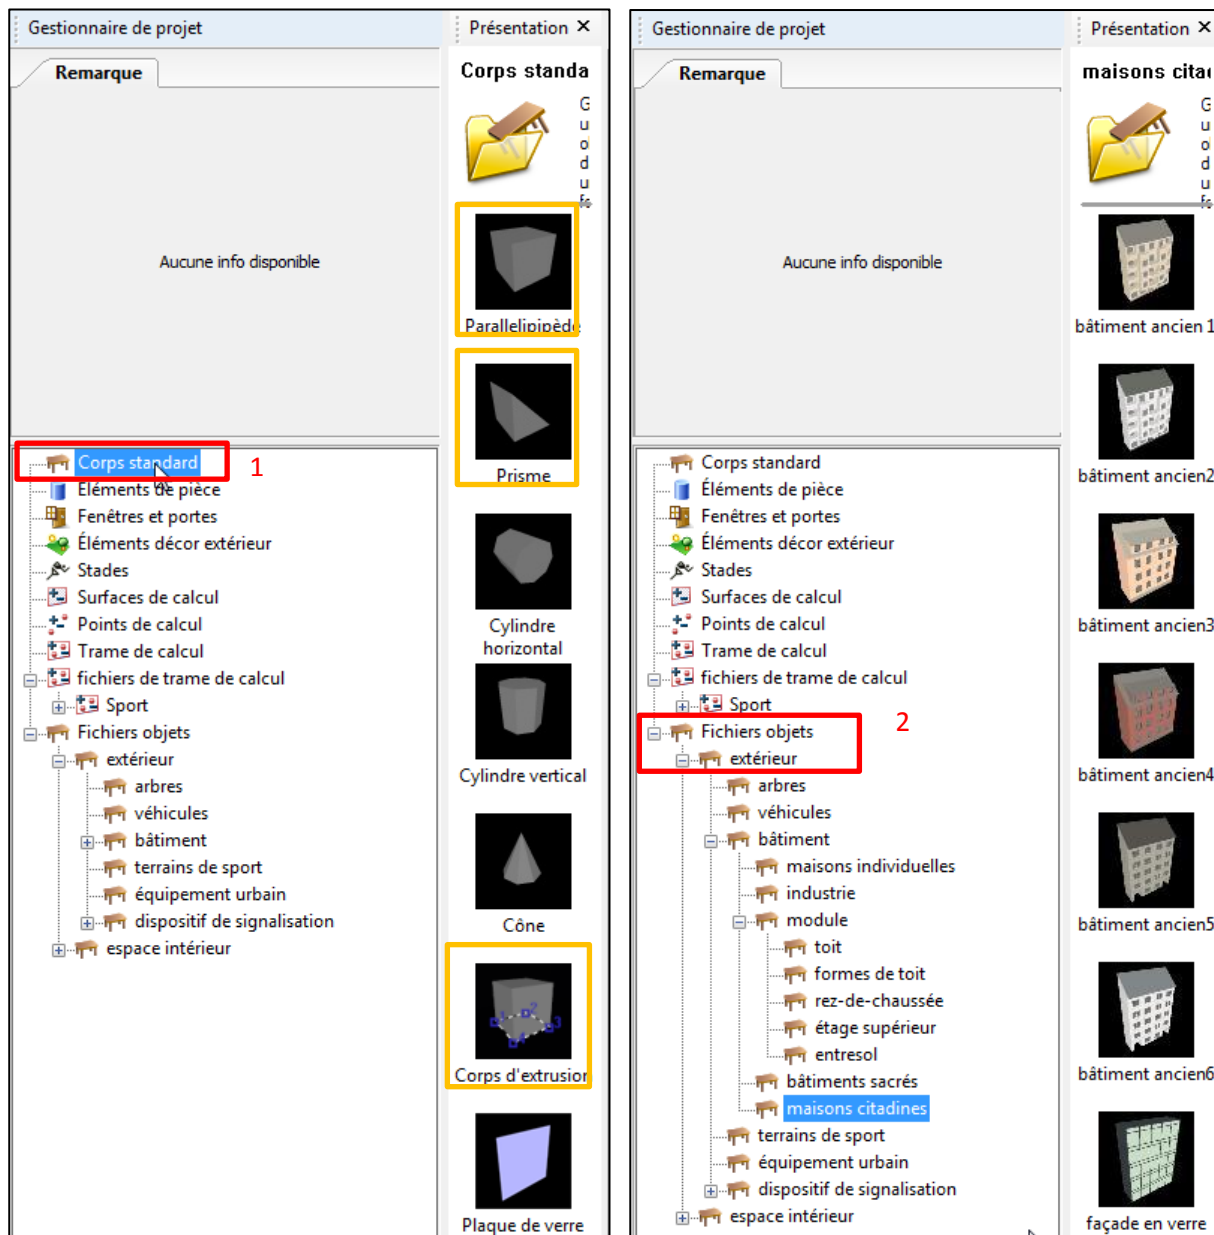 Gestionnaire de projet
Remarque
Aucune info disponible
Corps standard
1
Éléments de pièce
Fenêtres et portes
Éléments décor extérieur
Stades
Surfaces de calcul
Points de calcul
Trame de calcul
fichiers de trame de calcul
Sport
Fichiers objets
extérieur
arbres
véhicules
bâtiment
terrains de sport
équipement urbain
dispositif de signalisation
espace intérieur
Présentation ×
Corps standa
G
u
o
d
u
fe
Parallelipipède
Prisme
Cylindre
horizontal
Cylindre vertical
Cône
1
2
3
4
Corps d'extrusion
Plaque de verre
Gestionnaire de projet
Remarque
Aucune info disponible
Corps standard
Éléments de pièce
Fenêtres et portes
Éléments décor extérieur
Stades
Surfaces de calcul
Points de calcul
Trame de calcul
fichiers de trame de calcul
Sport
Fichiers objets
2
extérieur
arbres
véhicules
bâtiment
maisons individuelles
industrie
module
toit
formes de toit
rez-de-chaussée
étage supérieur
entresol
bâtiments sacrés
maisons citadines
terrains de sport
équipement urbain
dispositif de signalisation
espace intérieur
Présentation ×
maisons citad
G
u
o
d
u
fe
bâtiment ancien 1
bâtiment ancien2
bâtiment ancien3
bâtiment ancien4
bâtiment ancien5
bâtiment ancien6
façade en verre